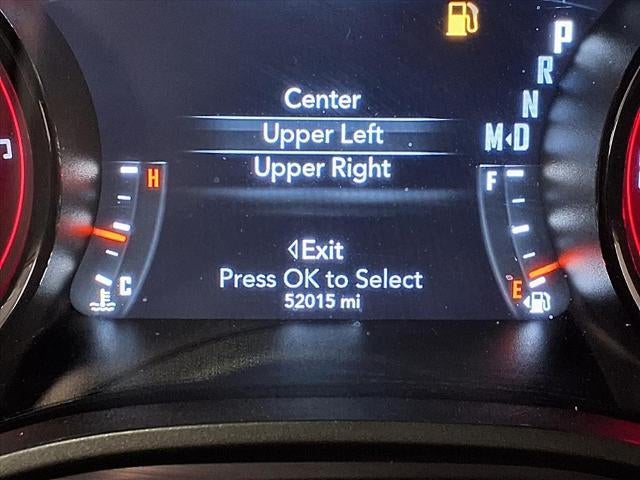 P
R
N
M D
Center
Upper Left
Upper Right
H
F
Exit
Press OK to Select
C
E
52015 mi